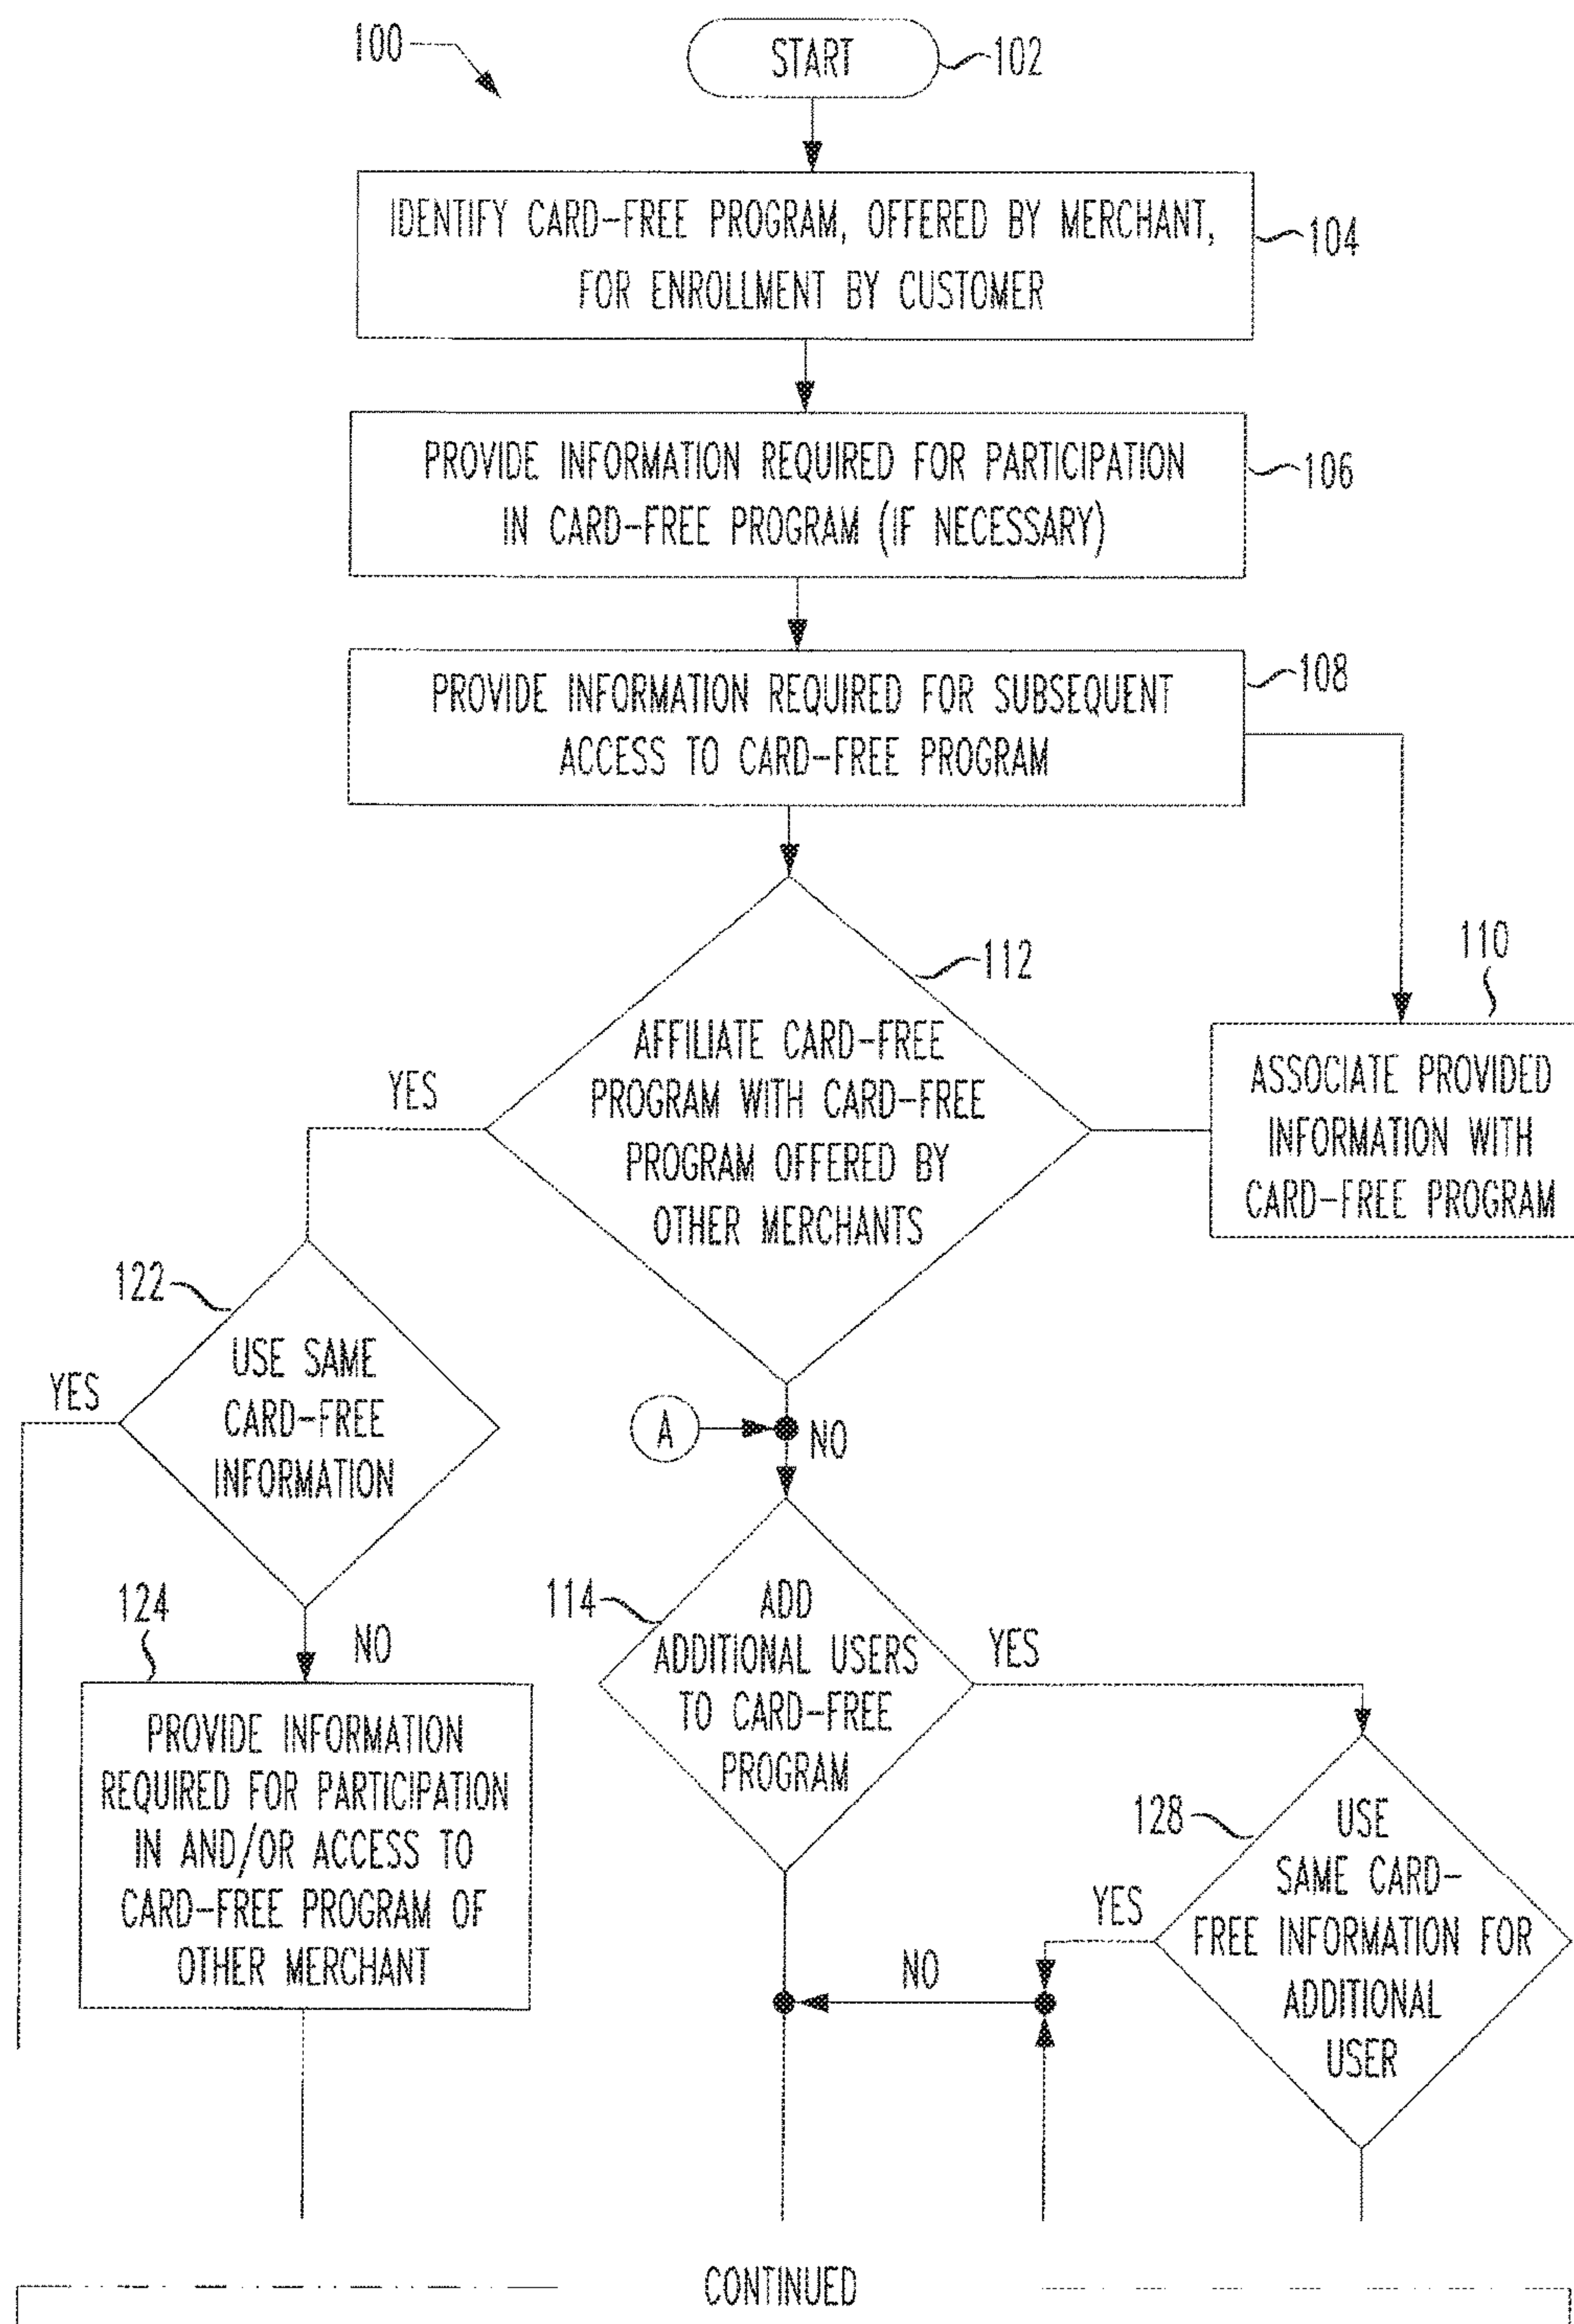 100
START
102
IDENTIFY CARD-FREE PROGRAM, OFFERED BY MERCHANT,
FOR ENROLLMENT BY CUSTOMER
104
PROVIDE INFORMATION REQUIRED FOR PARTICIPATION
IN CARD-FREE PROGRAM (IF NECESSARY)
106
PROVIDE INFORMATION REQUIRED FOR SUBSEQUENT
ACCESS TO CARD-FREE PROGRAM
108
112
AFFILIATE CARD-FREE
PROGRAM WITH CARD-FREE
PROGRAM OFFERED BY
OTHER MERCHANTS
110
ASSOCIATE PROVIDED
INFORMATION WITH
CARD-FREE PROGRAM
YES
122
USE SAME
CARD-FREE
INFORMATION
YES
A
NO
124
NO
PROVIDE INFORMATION
REQUIRED FOR PARTICIPATION
IN AND/OR ACCESS TO
CARD-FREE PROGRAM OF
OTHER MERCHANT
114
ADD
ADDITIONAL USERS
TO CARD-FREE
PROGRAM
YES
128
USE
SAME CARD-
FREE INFORMATION FOR
ADDITIONAL
USER
YES
NO
CONTINUED